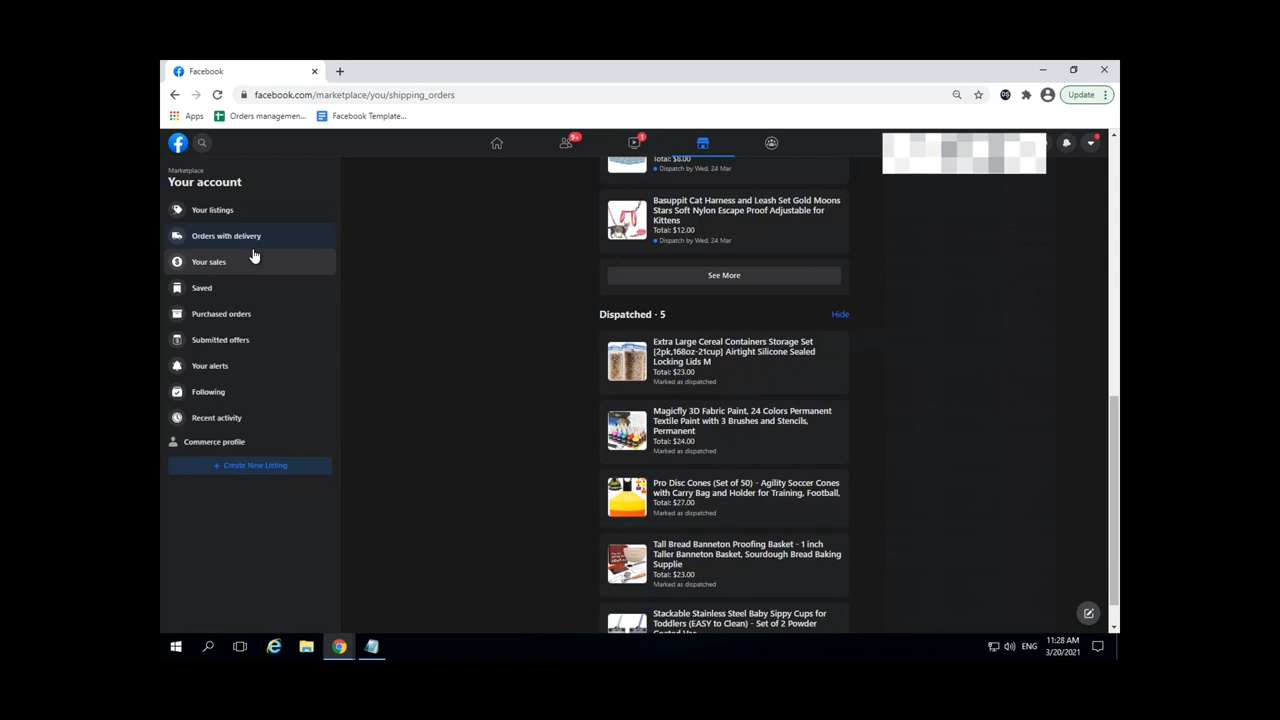 Facebook
facebook.com/marketplace/you/shipping_orders
Update
Apps
Orders managemen...
Facebook Template...
9+
1
Marketplace
Your account
Your listings
Orders with delivery
Your sales
Saved
Purchased orders
Submitted offers
Your alerts
Following
Recent activity
Commerce profile
+ Create New Listing
Total: $8.00
Dispatch by Wed, 24 Mar
Basuppit Cat Harness and Leash Set Gold Moons
Stars Soft Nylon Escape Proof Adjustable for
Kittens
Total: $12.00
Dispatch by Wed, 24 Mar
See More
Dispatched · 5
Hide
Extra Large Cereal Containers Storage Set
[2pk,168oz-21cup] Airtight Silicone Sealed
Locking Lids M
Total: $23.00
Marked as dispatched
Magicfly 3D Fabric Paint, 24 Colors Permanent
Textile Paint with 3 Brushes and Stencils,
Permanent
Total: $24.00
Marked as dispatched
Pro Disc Cones (Set of 50) - Agility Soccer Cones
with Carry Bag and Holder for Training, Football,
Total: $27.00
Marked as dispatched
Tall Bread Banneton Proofing Basket - 1 inch
Taller Banneton Basket, Sourdough Bread Baking
Supplie
Total: $23.00
Marked as dispatched
Stackable Stainless Steel Baby Sippy Cups for
Toddlers (EASY to Clean) - Set of 2 Powder
ENG
11:28 AM
3/20/2021